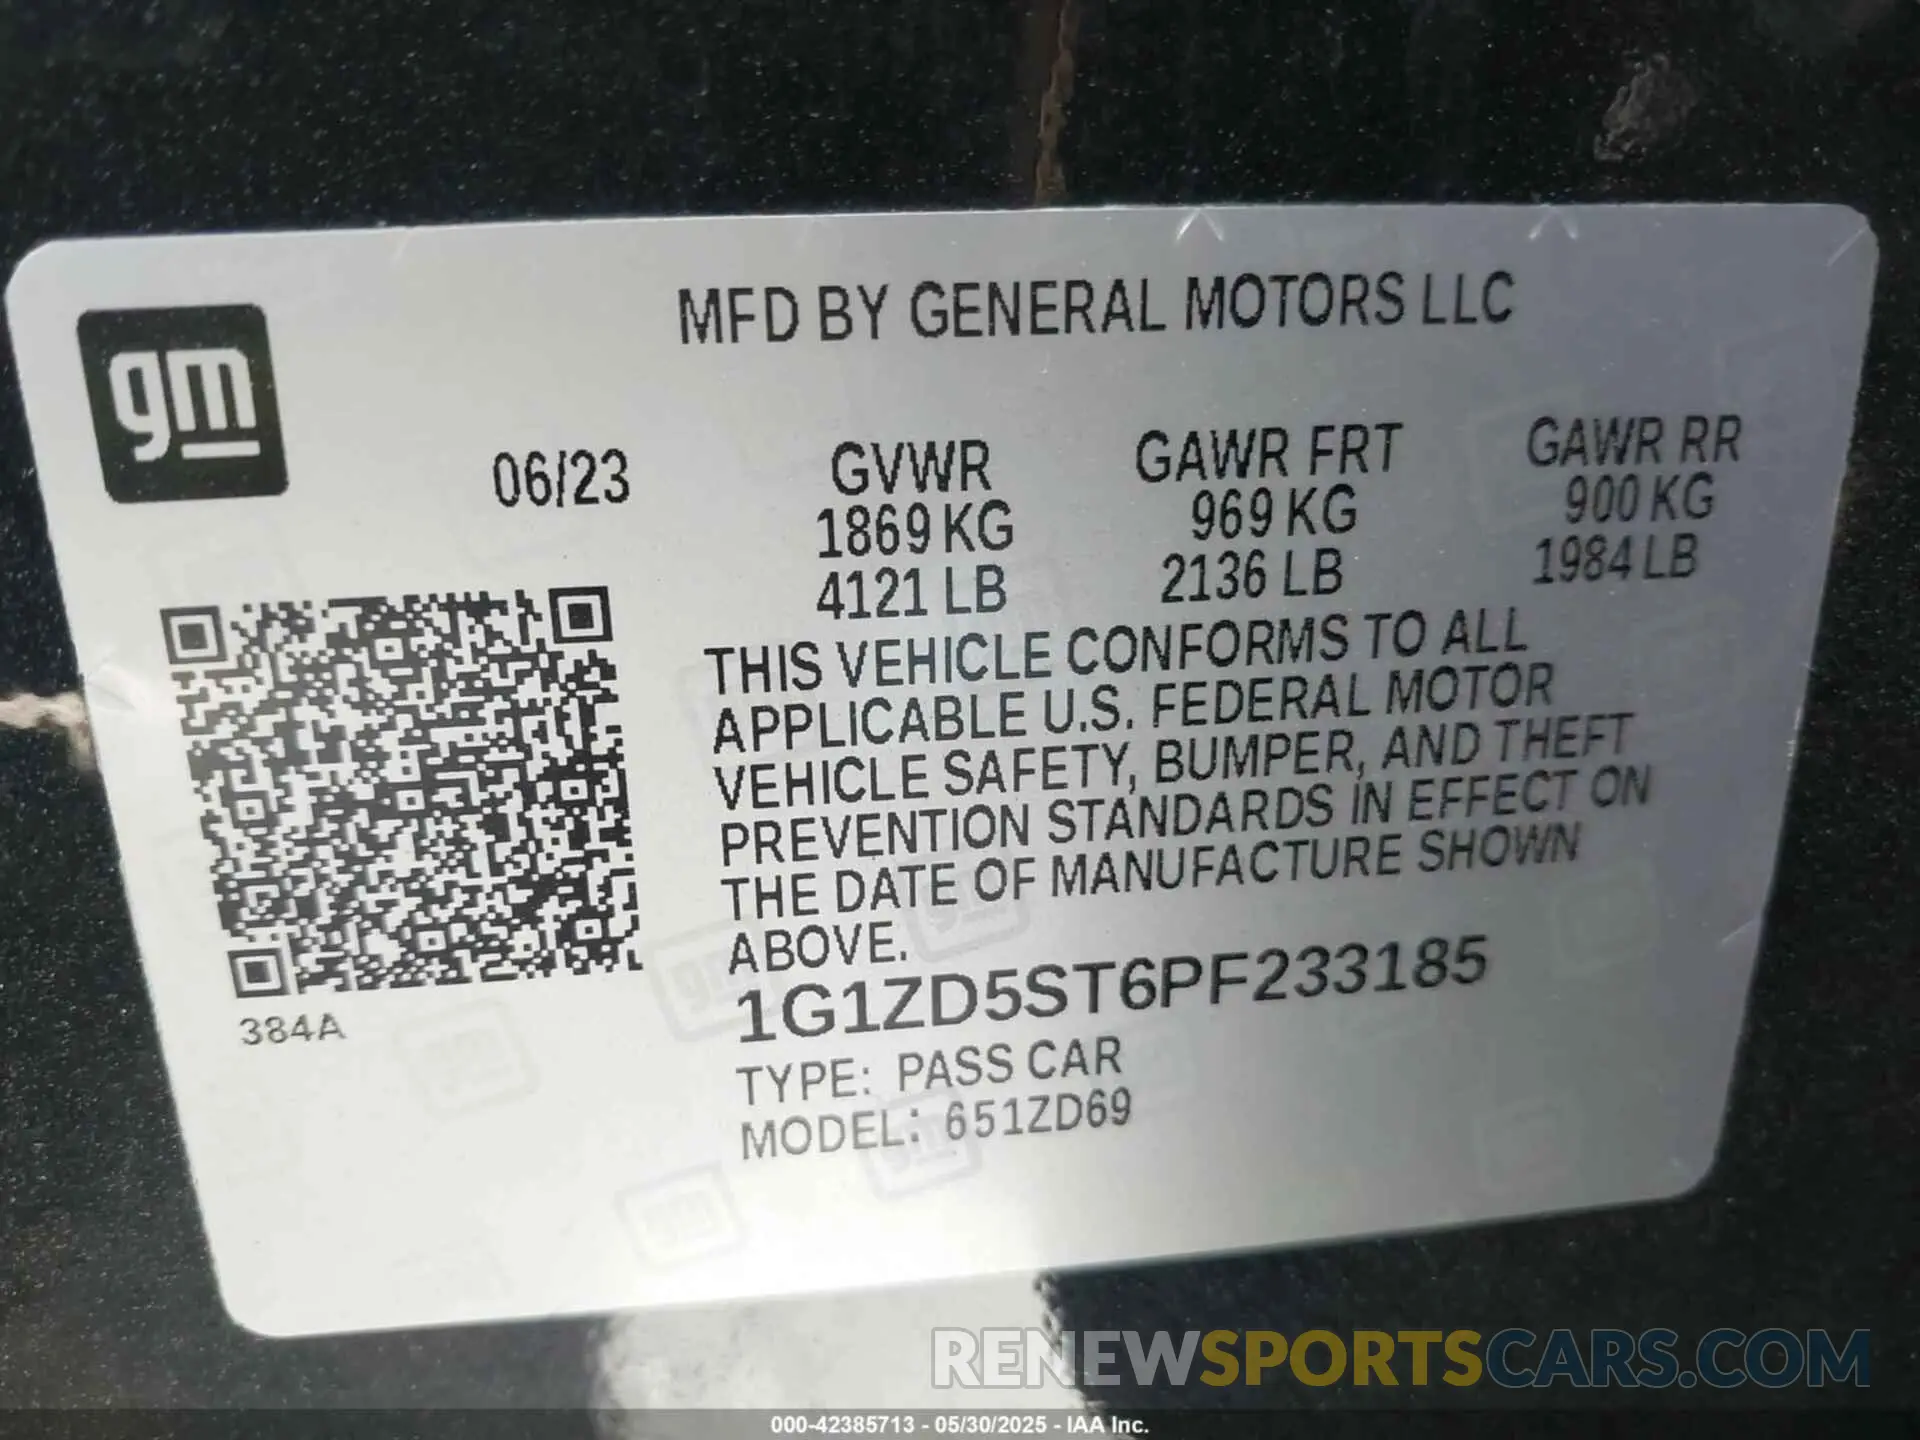 MFD BY GENERAL MOTORS LLC
gm
06/23
GVWR
1869 KG
4121 LB
GAWR FRT
969 KG
2136 LB
GAWR RR
900 KG
1984 LB
THIS VEHICLE CONFORMS TO ALL
APPLICABLE U.S. FEDERAL MOTOR
VEHICLE SAFETY, BUMPER, AND THEFT
PREVENTION STANDARDS IN EFFECT ON
THE DATE OF MANUFACTURE SHOWN
ABOVE.
1G1ZD5ST6PF233185
TYPE: PASS CAR
MODEL: 651ZD69
384A
RENEWSPORTSCARS.COM
000-42385713 - 05/30/2025 - IAA Inc.